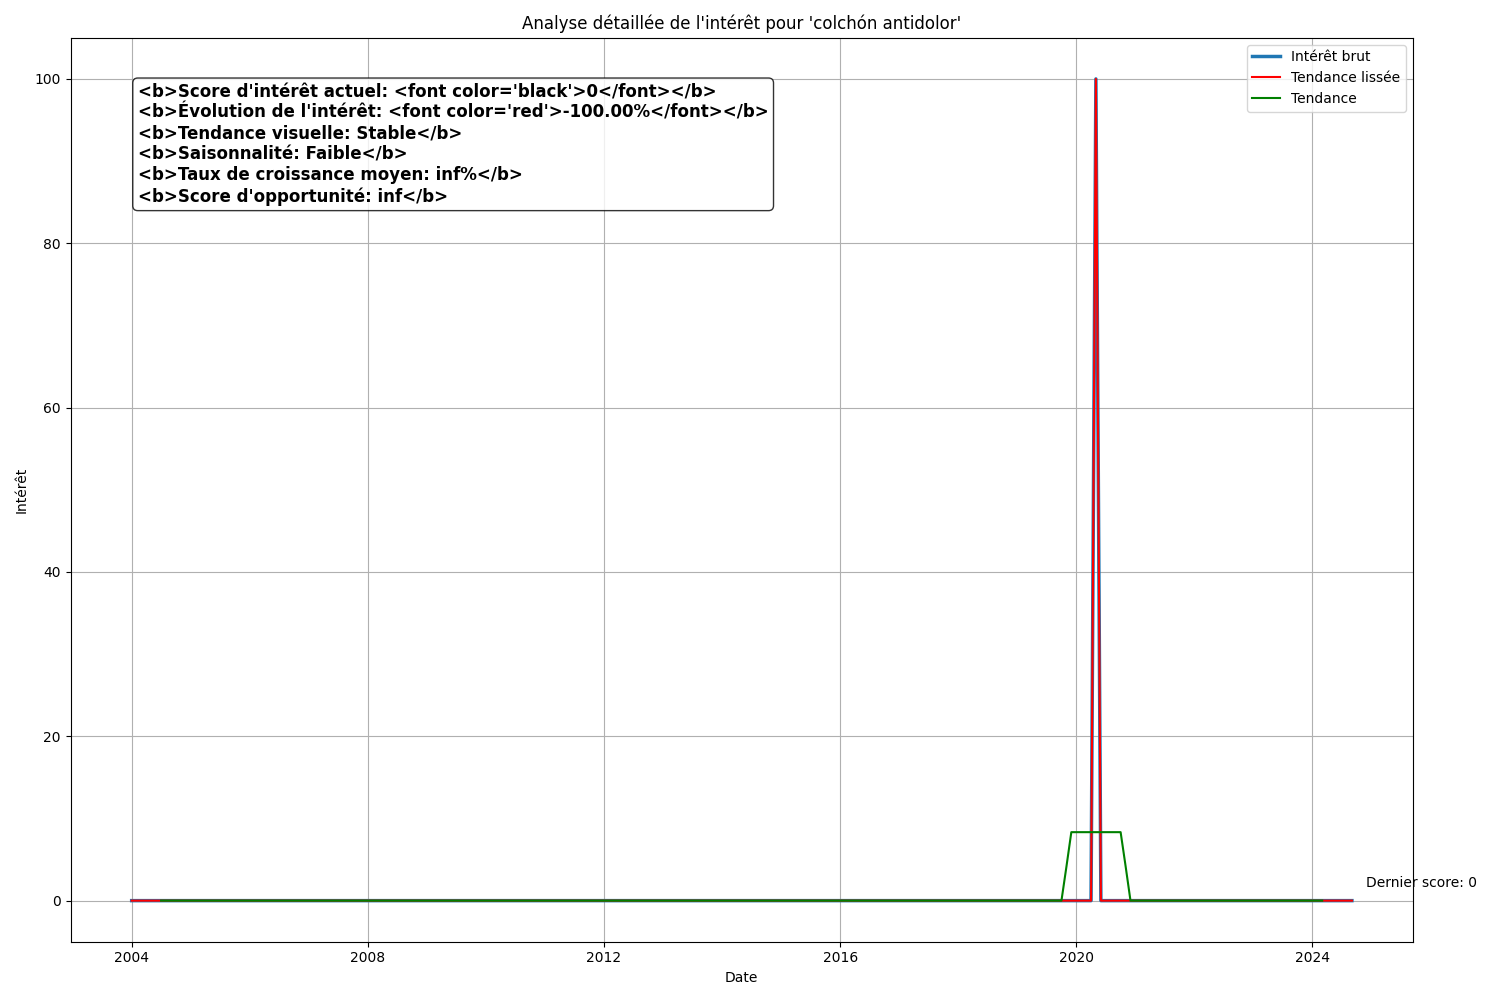 Analyse détaillée de l'intérêt pour 'colchón antidolor'
Intérêt brut
Tendance lissée
Tendance
<b>Score d'intérêt actuel: <font color='black'>0</font></b>
<b>Évolution de l'intérêt: <font color='red'>-100.00%</font></b>
<b>Tendance visuelle: Stable</b>
<b>Saisonnalité: Faible</b>
<b>Taux de croissance moyen: inf%</b>
<b>Score d'opportunité: inf</b>
100
80
60
40
20
0
Intérêt
Dernier score: 0
2004 2008 2012 2016 2020 2024
Date